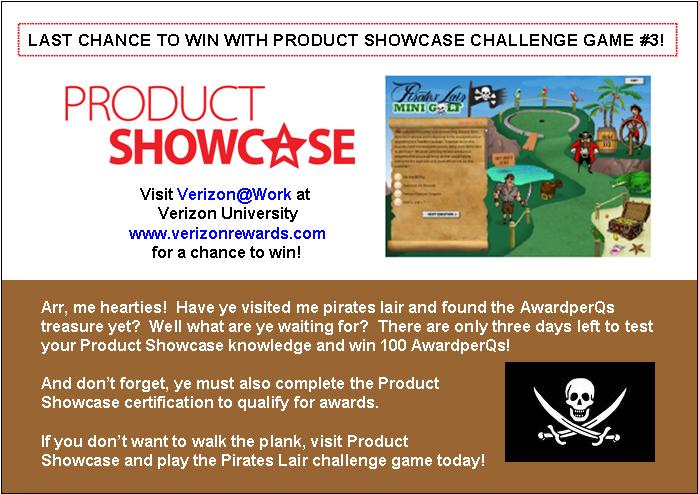 LAST CHANCE TO WIN WITH PRODUCT SHOWCASE CHALLENGE GAME #3!
PRODUCT
SHOWCASE
Visit Verizon@Work at
Verizon University
www.verizonrewards.com
for a chance to win!
Pirates Lair
MINI GOLF
Arr, me hearties! Have ye visited me pirates lair and found the AwardperQs
treasure yet? Well what are ye waiting for? There are only three days left to test
your Product Showcase knowledge and win 100 AwardperQs!
And don't forget, ye must also complete the Product
Showcase certification to qualify for awards.
If you don't want to walk the plank, visit Product
Showcase and play the Pirates Lair challenge game today!